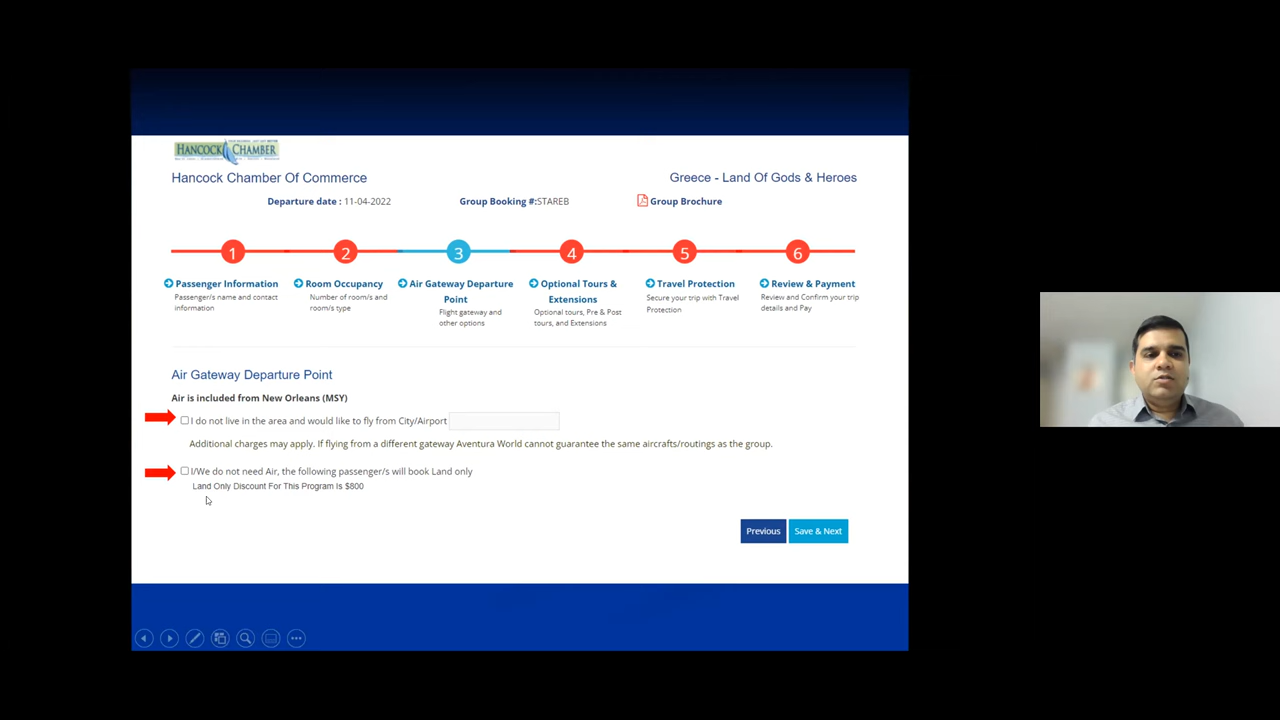 HANCOCK CHAMBER
Hancock Chamber Of Commerce
Greece - Land Of Gods & Heroes
Departure date : 11-04-2022
Group Booking #:STAREB
Group Brochure
1
2
3
4
5
6
Passenger Information
Passenger/s name and contact
information
Room Occupancy
Number of room/s and
room/s type
Air Gateway Departure
Point
Flight gateway and
other options
Optional Tours &
Extensions
Optional tours, Pre & Post
tours, and Extensions
Travel Protection
Secure your trip with Travel
Protection
Review & Payment
Review and Confirm your trip
details and Pay
Air Gateway Departure Point
Air is included from New Orleans (MSY)
I do not live in the area and would like to fly from City/Airport
Additional charges may apply. If flying from a different gateway Aventura World cannot guarantee the same aircrafts/routings as the group.
I/We do not need Air, the following passenger/s will book Land only
Land Only Discount For This Program Is $800
Previous
Save & Next